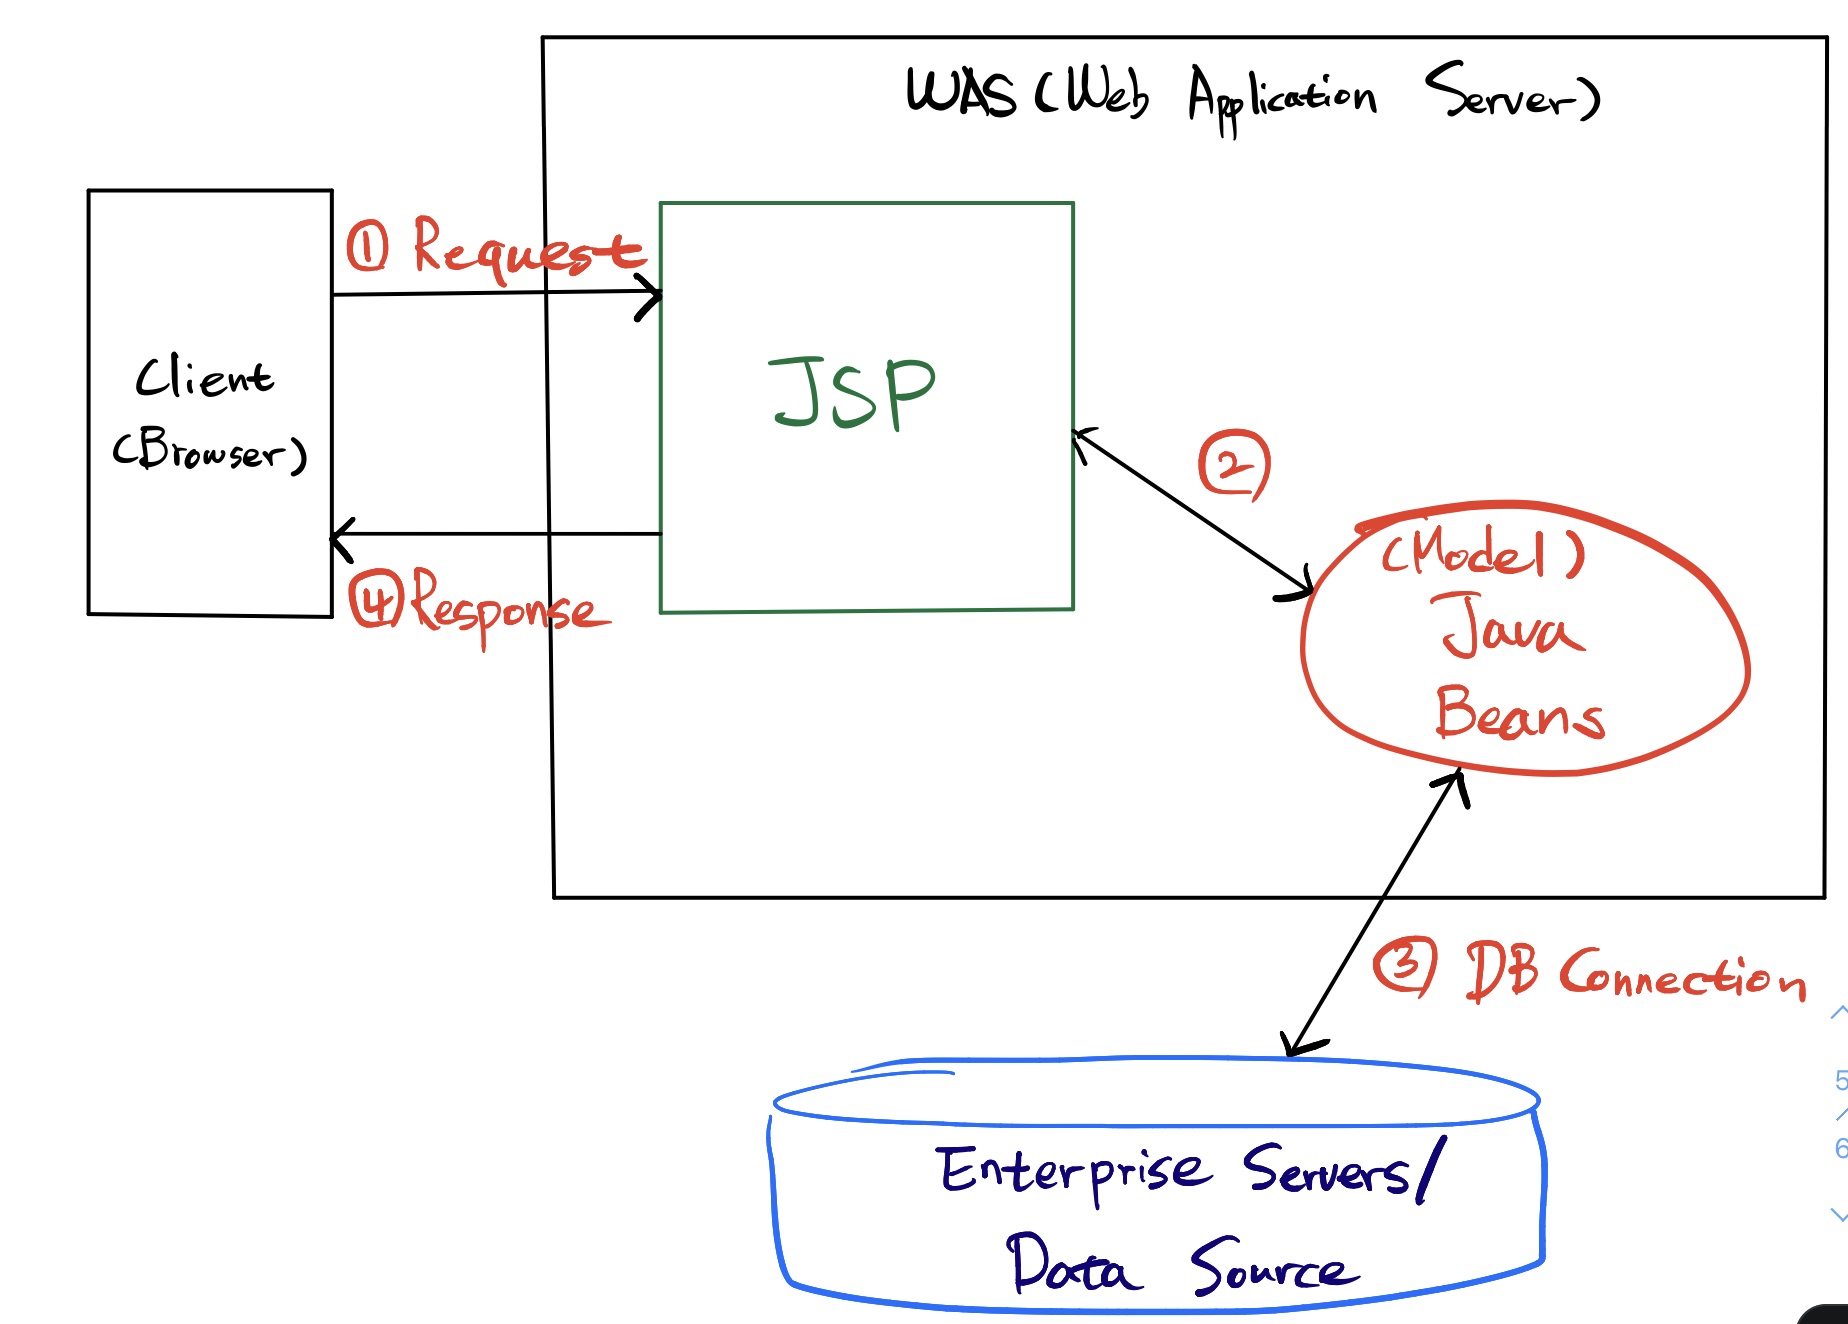 WAS (Web Application Server)
① Request
Client
(Browser)
JSP
②
④ Response
(Model)
Java
Beans
③ DB Connection
Enterprise Servers/
Data Source
5
/
6